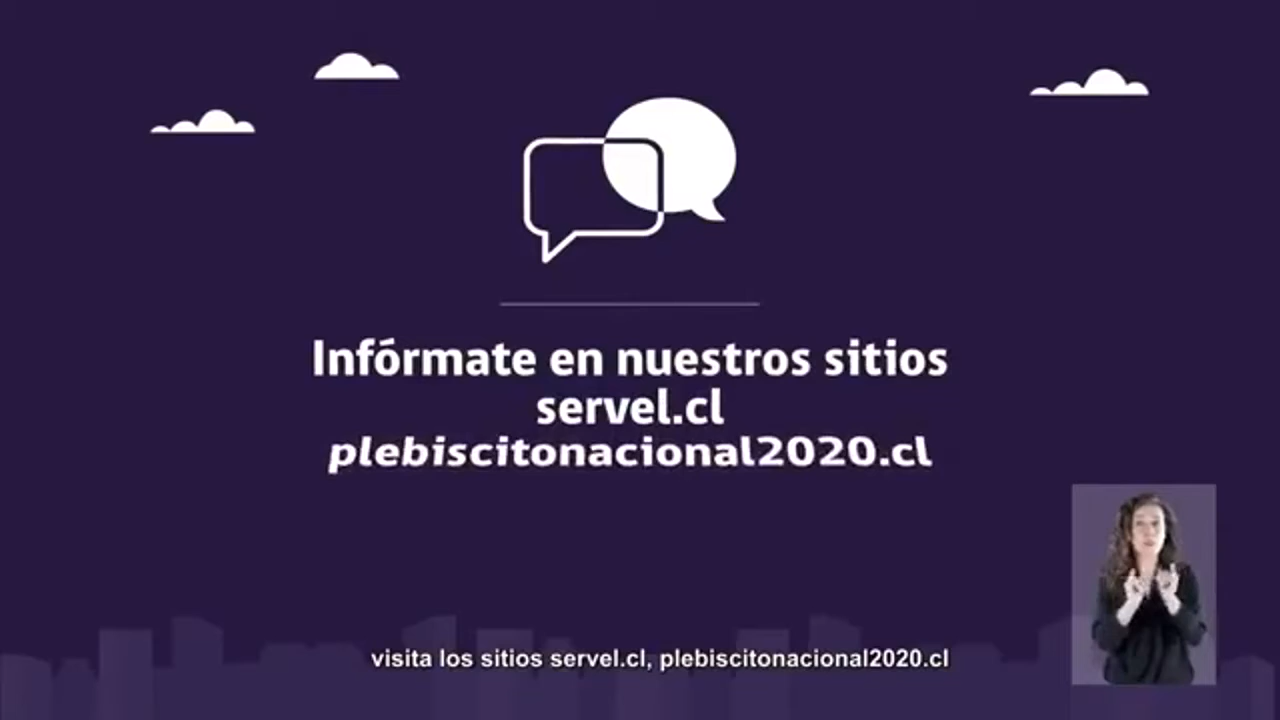 Infórmate en nuestros sitios
servel.cl
plebiscitonacional2020.cl
visita los sitios servel.cl, plebiscitonacional2020.cl